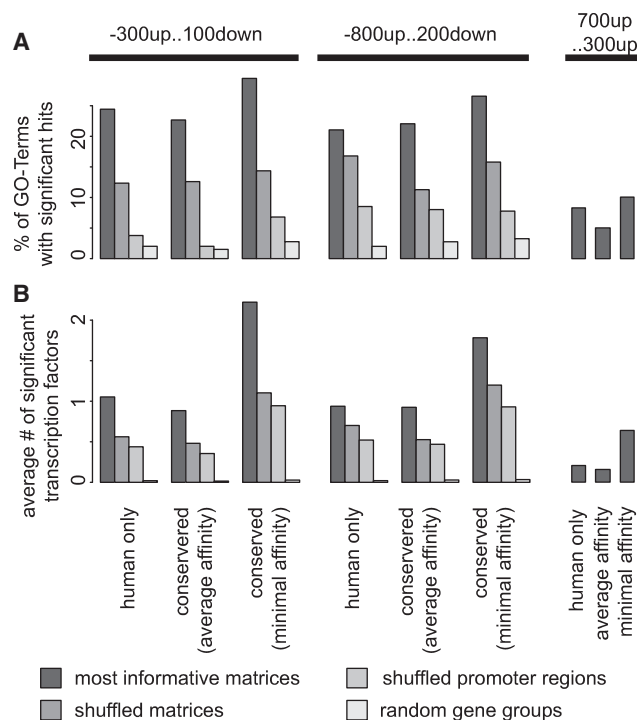 A
-300up..100down
-800up..200down
700up
..300up
% of GO-Terms
with significant hits
20
10
0
B
average # of significant
transcription factors
2
1
0
human only
conservered
(average affinity)
conserved
(minimal affinity)
human only
conservered
(average affinity)
conserved
(minimal affinity)
human only
average affinity
minimal affinity
most informative matrices
shuffled promoter regions
shuffled matrices
random gene groups